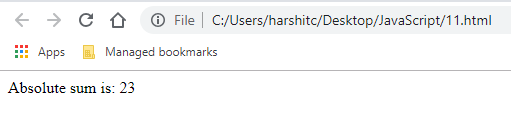 File C:/Users/harshitc/Desktop/JavaScript/11.html
Apps Managed bookmarks
Absolute sum is: 23